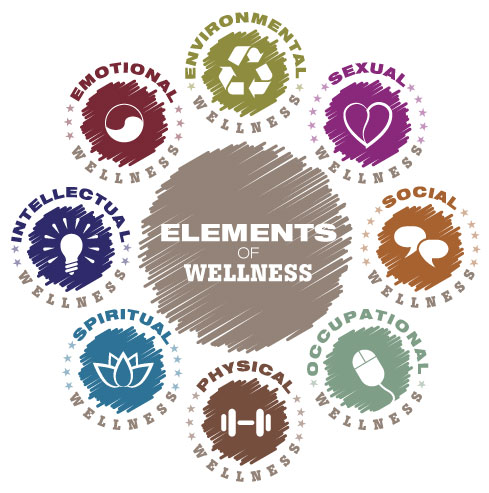 ENVIRONMENTAL
WELLNESS
SEXUAL
WELLNESS
SOCIAL
WELLNESS
OCCUPATIONAL
WELLNESS
PHYSICAL
WELLNESS
SPIRITUAL
WELLNESS
INTELLECTUAL
WELLNESS
EMOTIONAL
WELLNESS
ELEMENTS
OF
WELLNESS